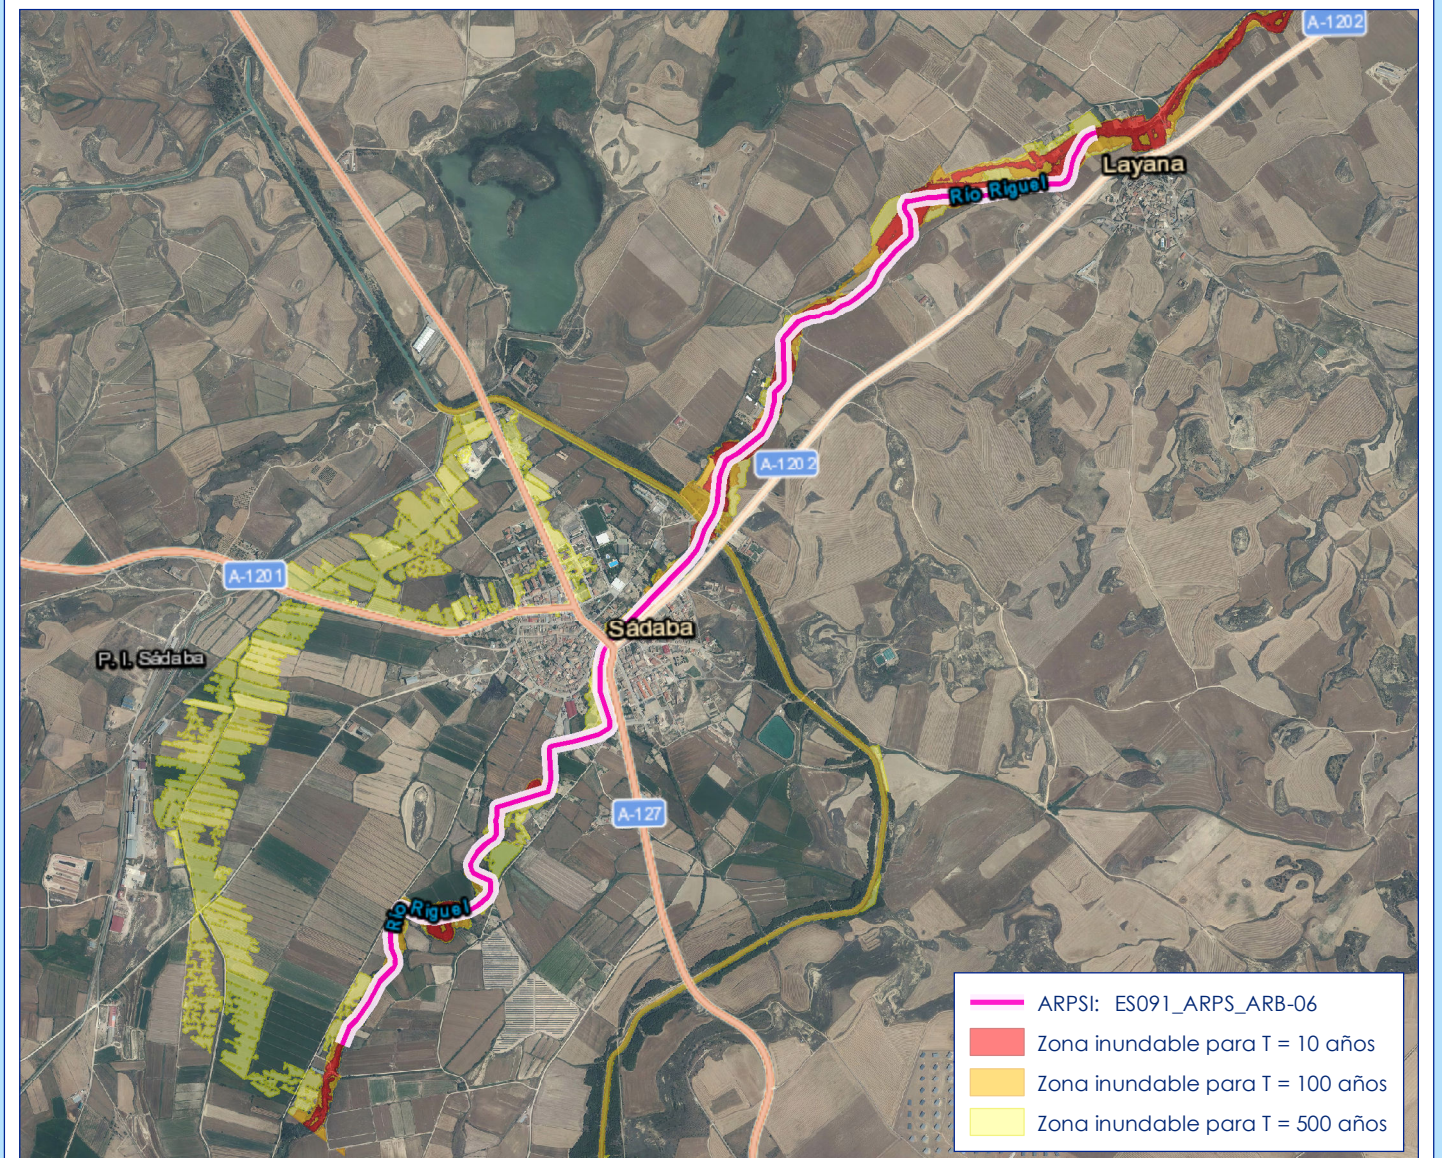 A-1202
Layana
Río Riguel
A-1202
A-1201
Sádaba
P. I. Sádaba
A-127
Río Riguel
ARPSI: ES091_ARPS_ARB-06
Zona inundable para T = 10 años
Zona inundable para T = 100 años
Zona inundable para T = 500 años